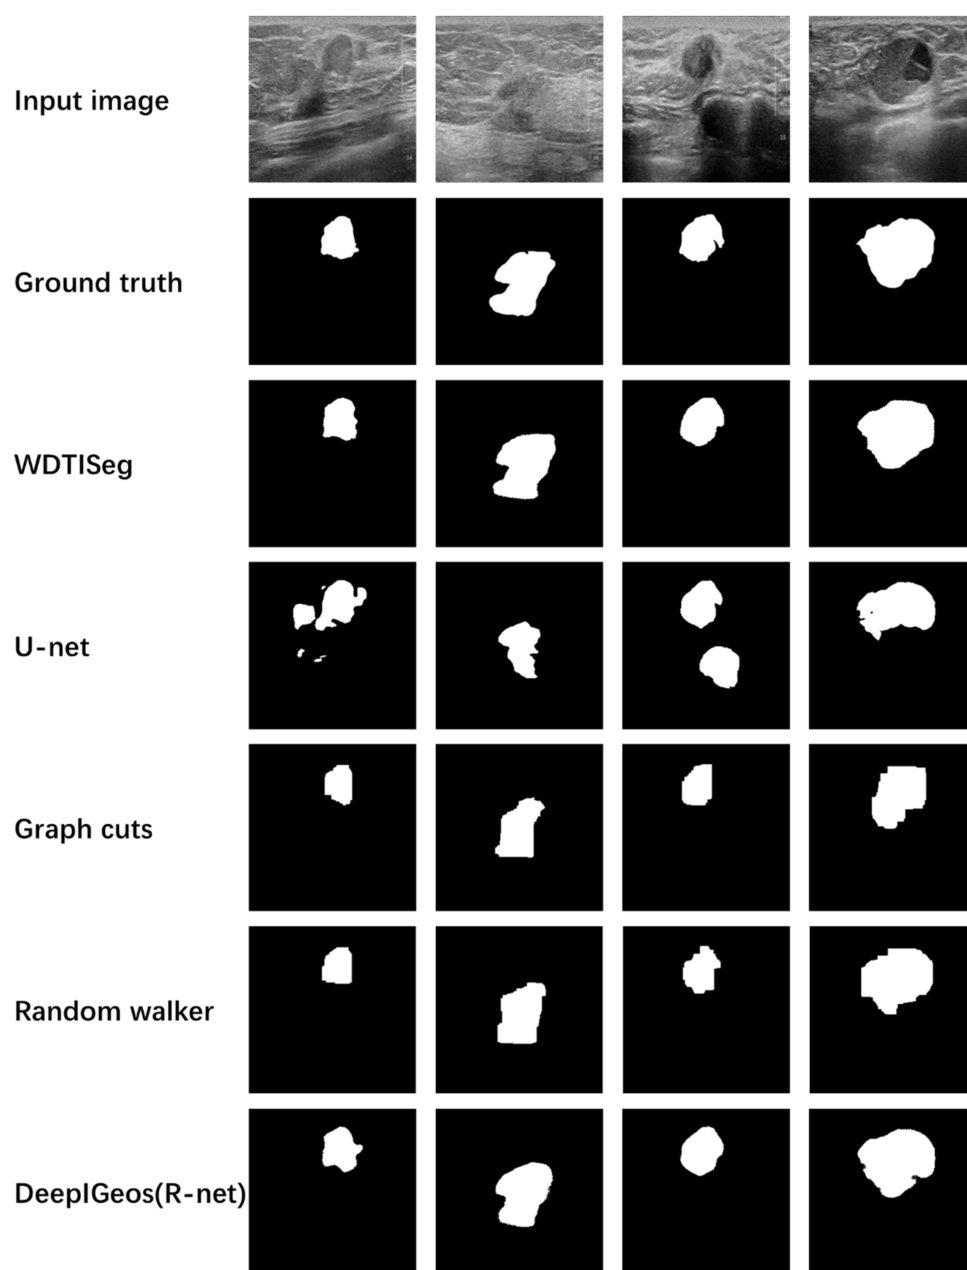 Input image
Ground truth
WDTISeg
U-net
Graph cuts
Random walker
DeepIGeos(R-net)